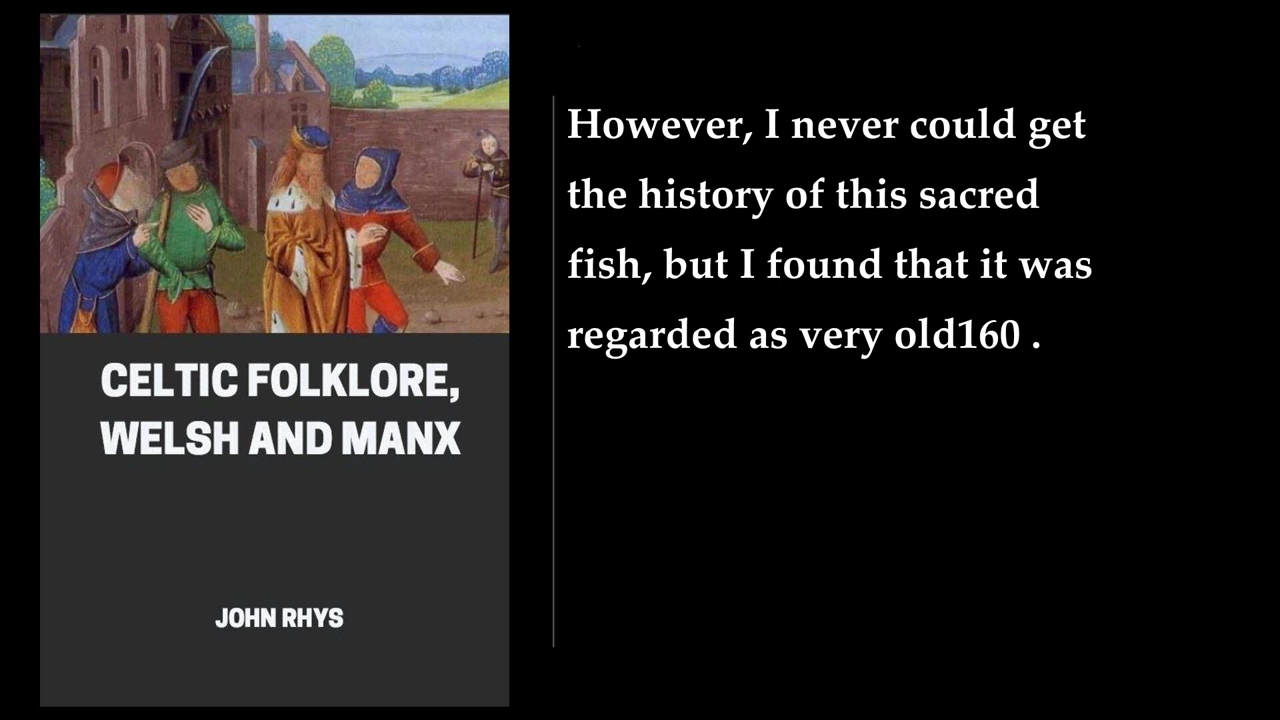 CELTIC FOLKLORE,
WELSH AND MANX
JOHN RHYS
However, I never could get
the history of this sacred
fish, but I found that it was
regarded as very old160 .